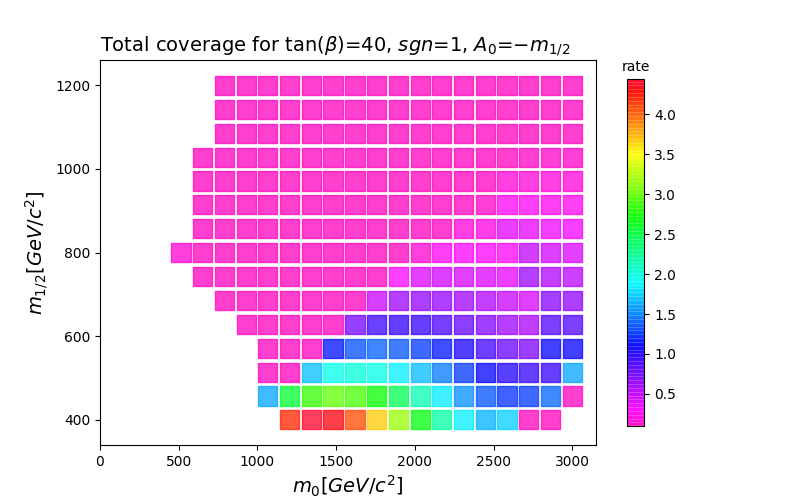 Total coverage for tan(β)=40, sgn=1, A₀=−m₁/₂
rate
1200
1000
800
600
400
m₁/₂[GeV/c²]
4.0
3.5
3.0
2.5
2.0
1.5
1.0
0.5
0 500 1000 1500 2000 2500 3000
m₀[GeV/c²]